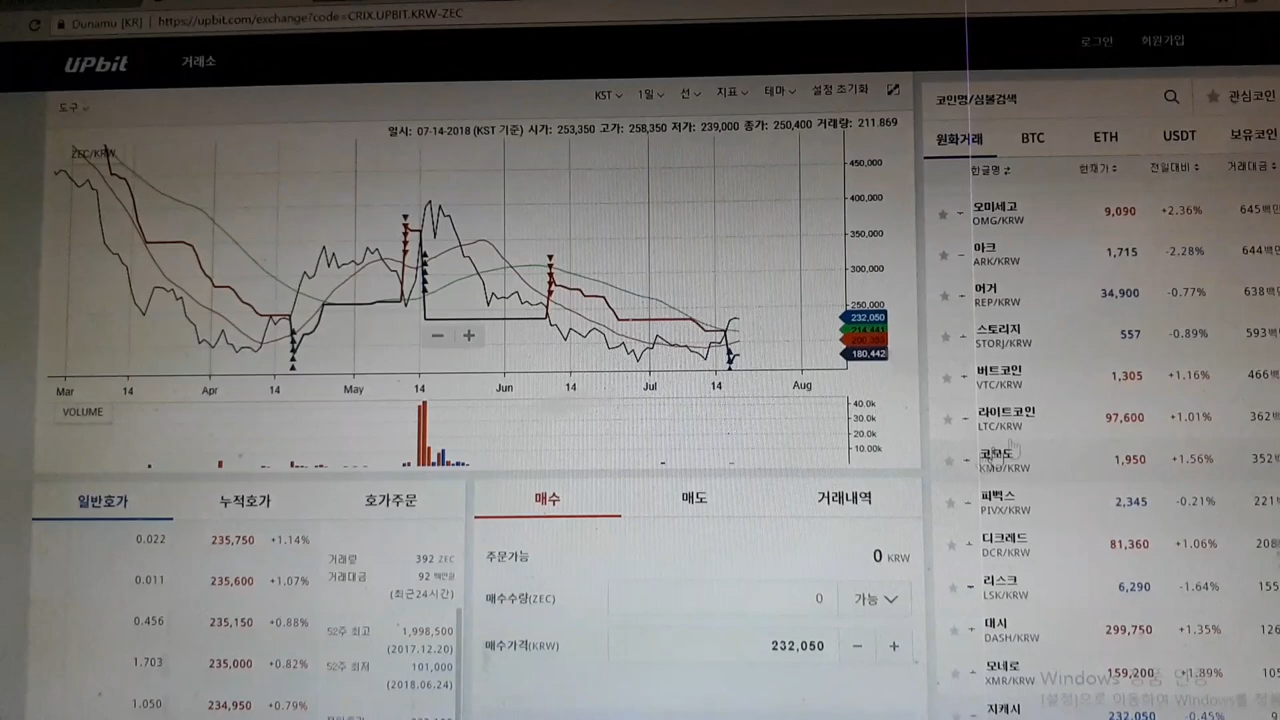 Dunamu [KR] | https://upbit.com/exchange?code=CRIX.UPBIT.KRW-ZEC
UPbit 거래소 로그인 회원가입
도구 KST 1일 선 지표 테마 설정 초기화
일시: 07-14-2018 (KST 기준) 시가: 253,350 고가: 258,350 저가: 239,000 종가: 250,400 거래량: 211.869
ZEC/KRW
450,000
400,000
350,000
300,000
250,000
232,050
214,441
180,442
Mar 14 Apr 14 May 14 Jun 14 Jul 14 Aug
VOLUME
40.0k
30.0k
20.0k
10.00k
일반호가 누적호가 호가주문
0.022 235,750 +1.14%
0.011 235,600 +1.07%
0.456 235,150 +0.88%
1.703 235,000 +0.82%
1.050 234,950 +0.79%
거래량 392 ZEC
거래대금 92 백만원
(최근24시간)
52주 최고 1,998,500
(2017.12.20)
52주 최저 101,000
(2018.06.24)
매수 매도 거래내역
주문가능 0 KRW
매수수량(ZEC) 0 가능
매수가격(KRW) 232,050 − +
코인명/심볼검색 관심코인
원화거래 BTC ETH USDT 보유코인
한글명 현재가 전일대비 거래대금
오미세고 9,090 +2.36% 645백만
OMG/KRW
아크 1,715 -2.28% 644백
ARK/KRW
어거 34,900 -0.77% 638백
REP/KRW
스토리지 557 -0.89% 593백
STORJ/KRW
버트코인 1,305 +1.16% 466백
VTC/KRW
라이트코인 97,600 +1.01% 362백
LTC/KRW
코모도 1,950 +1.56% 352백
KMD/KRW
피벡스 2,345 -0.21% 221
PIVX/KRW
디크레드 81,360 +1.06% 208
DCR/KRW
리스크 6,290 -1.64% 155
LSK/KRW
대시 299,750 +1.35% 126
DASH/KRW
모네로 159,200 +1.89% 105
XMR/KRW
Windows 정품 인증
[설정]으로 이동하여 Windows를 정품
지캐시 232,050 -0.45%